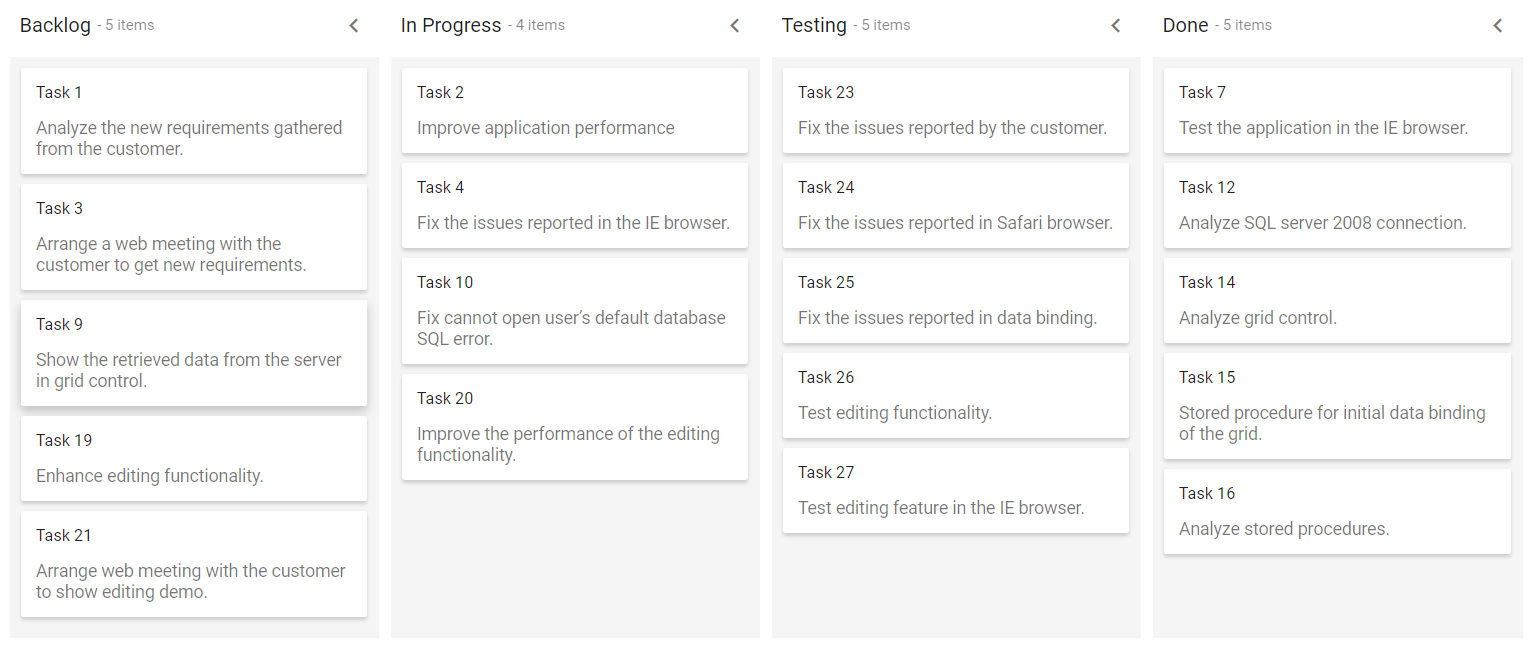 Backlog - 5 items
Task 1
Analyze the new requirements gathered
from the customer.
Task 3
Arrange a web meeting with the
customer to get new requirements.
Task 9
Show the retrieved data from the server
in grid control.
Task 19
Enhance editing functionality.
Task 21
Arrange web meeting with the customer
to show editing demo.
In Progress - 4 items
Task 2
Improve application performance
Task 4
Fix the issues reported in the IE browser.
Task 10
Fix cannot open user’s default database
SQL error.
Task 20
Improve the performance of the editing
functionality.
Testing - 5 items
Task 23
Fix the issues reported by the customer.
Task 24
Fix the issues reported in Safari browser.
Task 25
Fix the issues reported in data binding.
Task 26
Test editing functionality.
Task 27
Test editing feature in the IE browser.
Done - 5 items
Task 7
Test the application in the IE browser.
Task 12
Analyze SQL server 2008 connection.
Task 14
Analyze grid control.
Task 15
Stored procedure for initial data binding
of the grid.
Task 16
Analyze stored procedures.